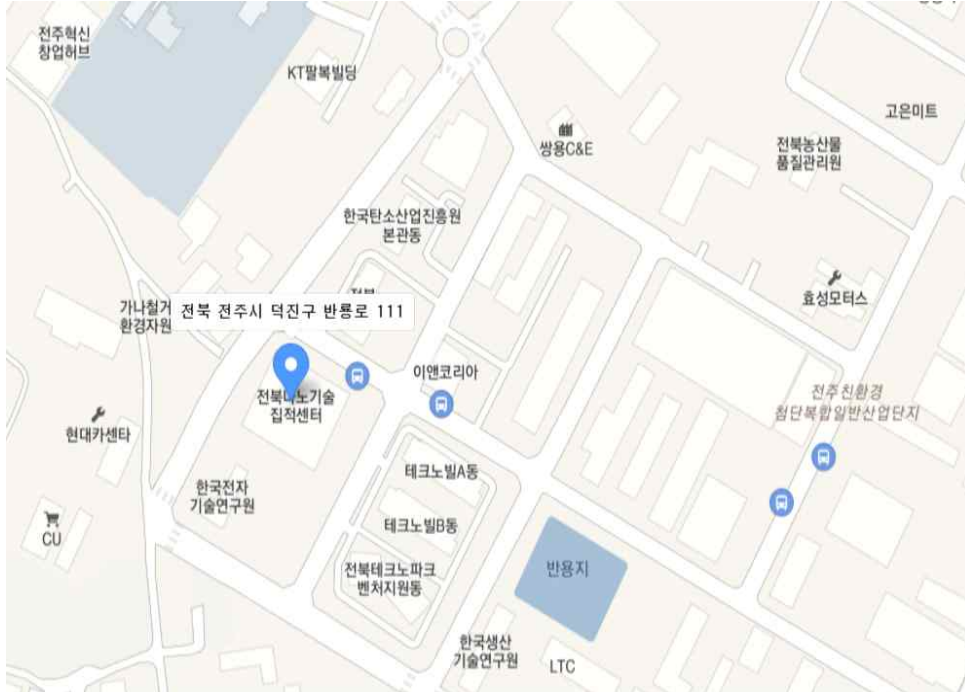 전주혁신
창업허브
KT팔복빌딩
쌍용C&E
고은미트
전북농산물
품질관리원
한국탄소산업진흥원
본관동
효성모터스
가나철거
환경자원
전북 전주시 덕진구 반룡로 111
이앤코리아
전북나노기술
집적센터
전주친환경
첨단복합일반산업단지
현대카센타
테크노빌A동
한국전자
기술연구원
CU
테크노빌B동
반용지
전북테크노파크
벤처지원동
한국생산
기술연구원
LTC